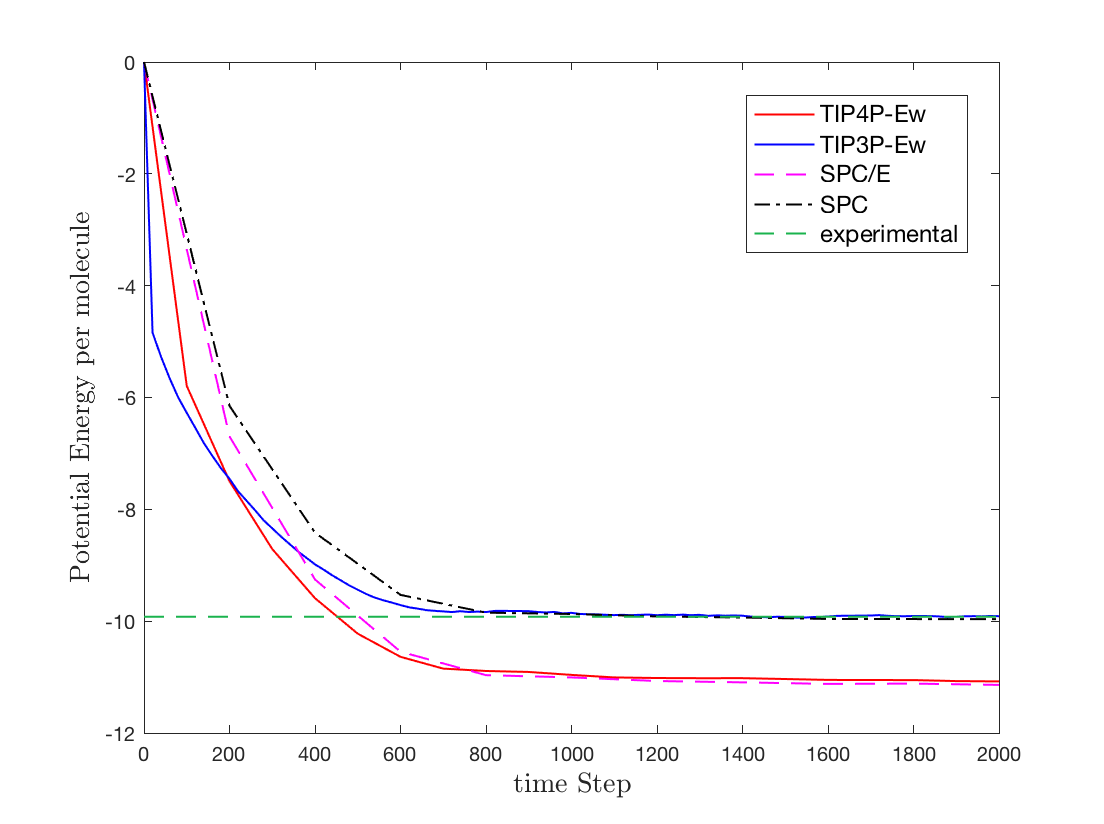 0
-2
-4
-6
-8
-10
-12
Potential Energy per molecule
TIP4P-Ew
TIP3P-Ew
SPC/E
SPC
experimental
0 200 400 600 800 1000 1200 1400 1600 1800 2000
time Step